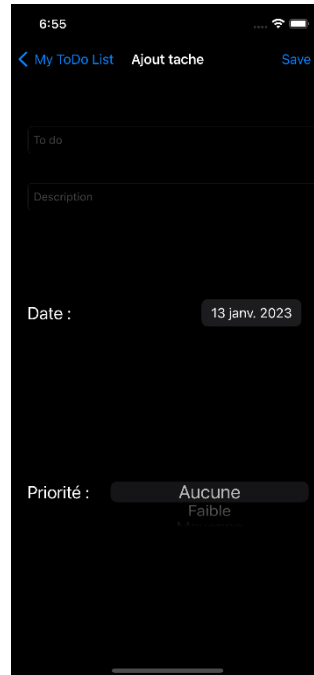 6:55
My ToDo List Ajout tache Save
To do
Description
Date : 13 janv. 2023
Priorité : Aucune
Faible